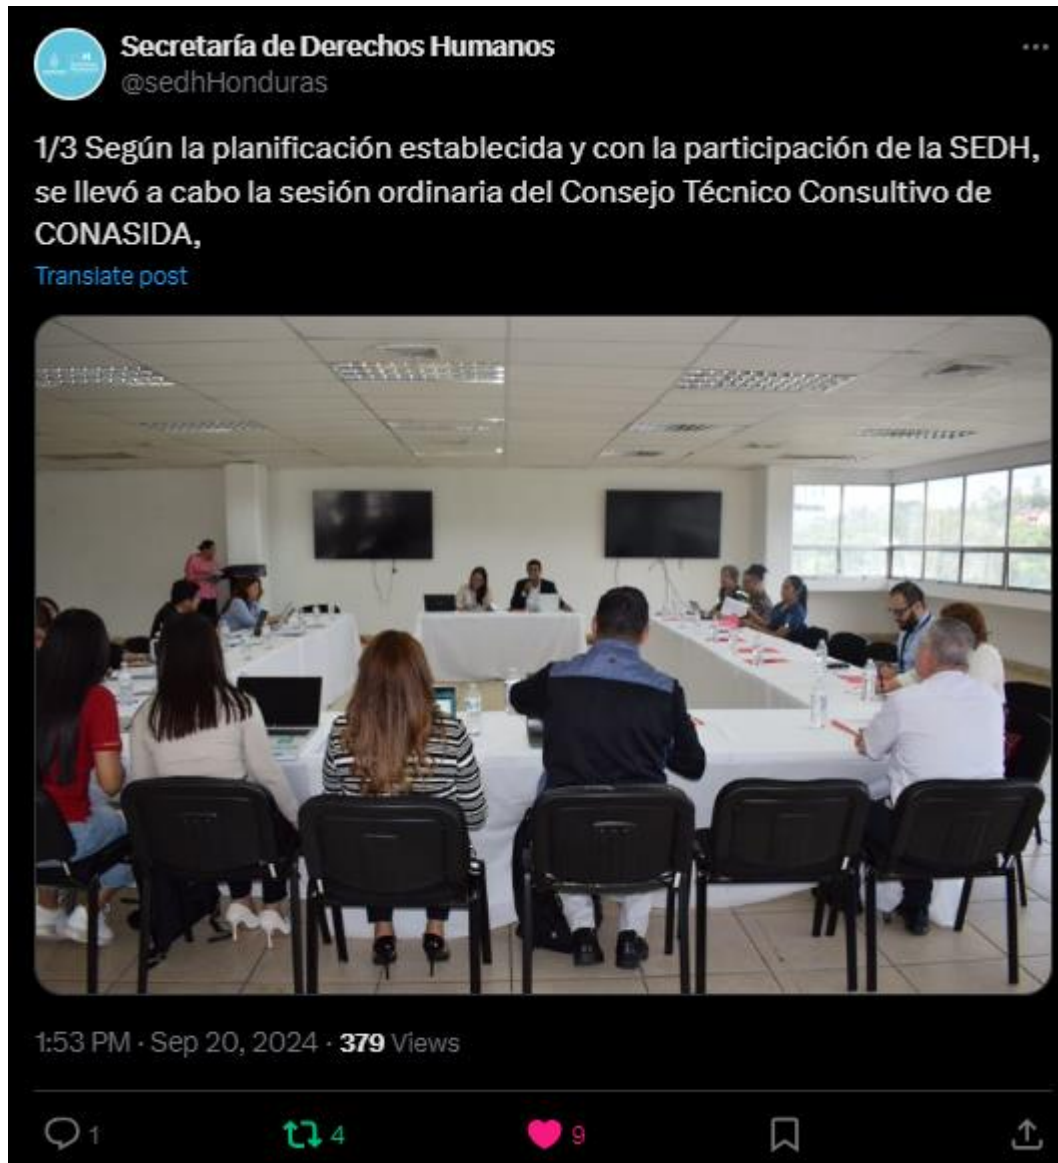 Secretaría de Derechos Humanos
@sedhHonduras
1/3 Según la planificación establecida y con la participación de la SEDH,
se llevó a cabo la sesión ordinaria del Consejo Técnico Consultivo de
CONASIDA,
Translate post
1:53 PM · Sep 20, 2024 · 379 Views
1 4 9